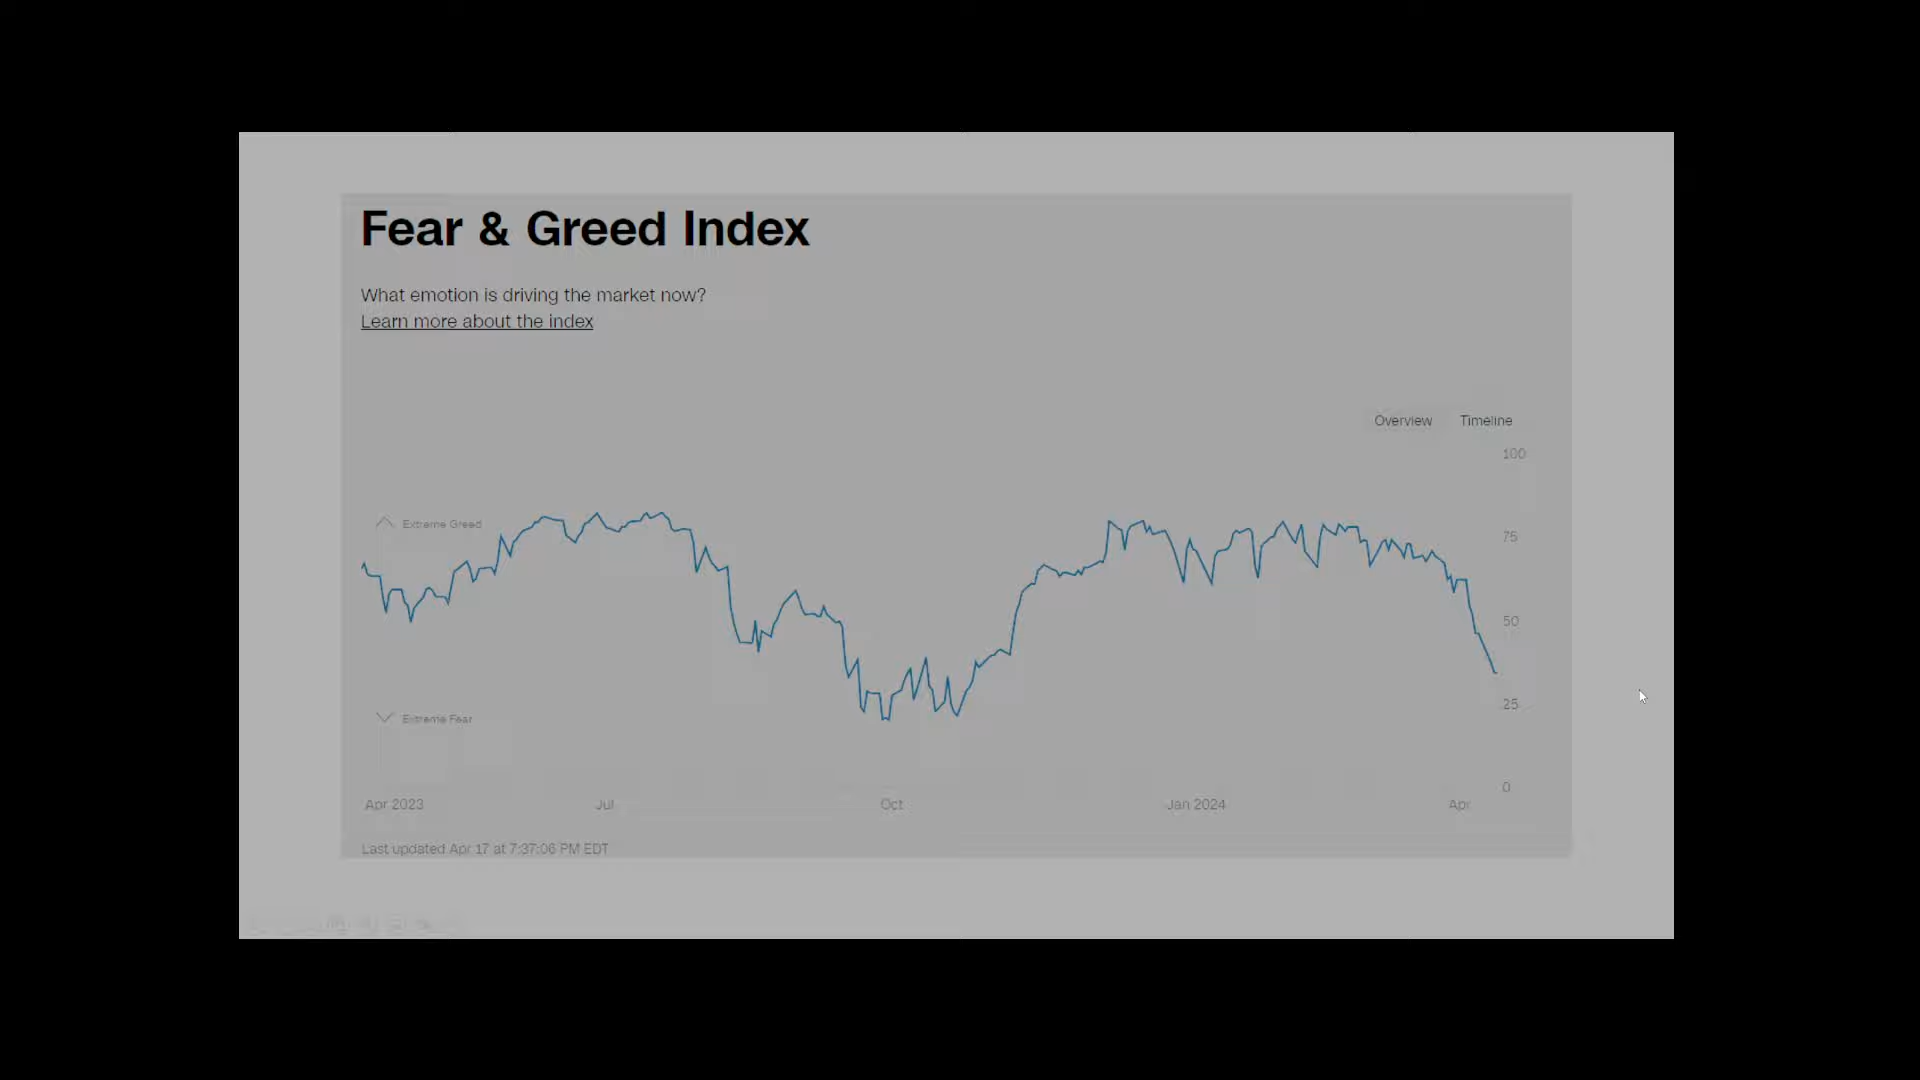 Fear & Greed Index
What emotion is driving the market now?
Learn more about the index
Overview Timeline
100
Extreme Greed
75
50
25
Extreme Fear
0
Apr 2023 Jul Oct Jan 2024 Apr
Last updated Apr 17 at 7:37:06 PM EDT